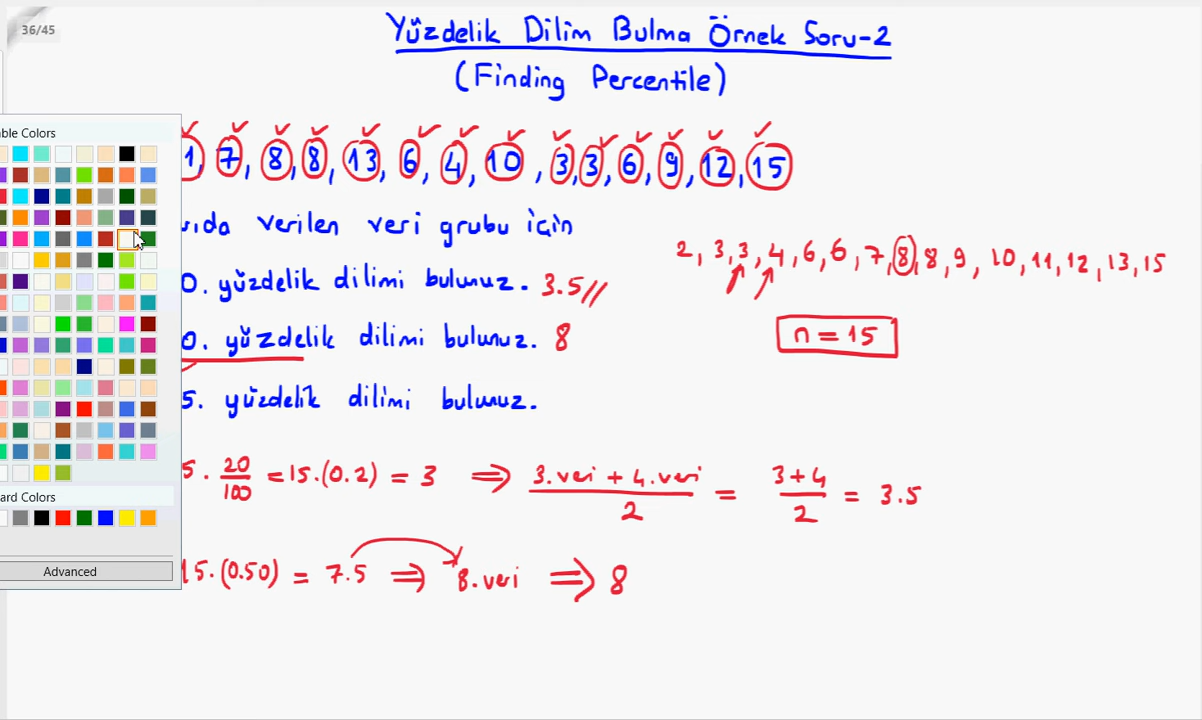 36/45
Yüzdelik Dilim Bulma Örnek Soru-2
(Finding Percentile)
ble Colors
1, 7, 8, 8, 13, 6, 4, 10, 3, 3, 6, 9, 12, 15
ıda verilen veri grubu için
2, 3, 3, 4, 6, 6, 7, 8, 8, 9, 10, 11, 12, 13, 15
0. yüzdelik dilimi bulunuz. 3.5//
0. yüzdelik dilimi bulunuz. 8
n = 15
5. yüzdelik dilimi bulunuz.
5 . 20/100 = 15.(0.2) = 3 ⇒ 3.veri + 4.veri / 2 = 3+4 / 2 = 3.5
ard Colors
Advanced
15.(0.50) = 7.5 ⇒ 8.veri ⇒ 8